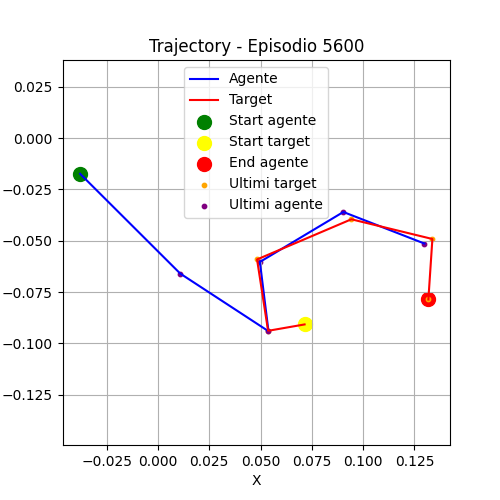 Trajectory - Episodio 5600
Agente
Target
Start agente
Start target
End agente
Ultimi target
Ultimi agente
0.025
0.000
−0.025
−0.050
−0.075
−0.100
−0.125
−0.025 0.000 0.025 0.050 0.075 0.100 0.125
X